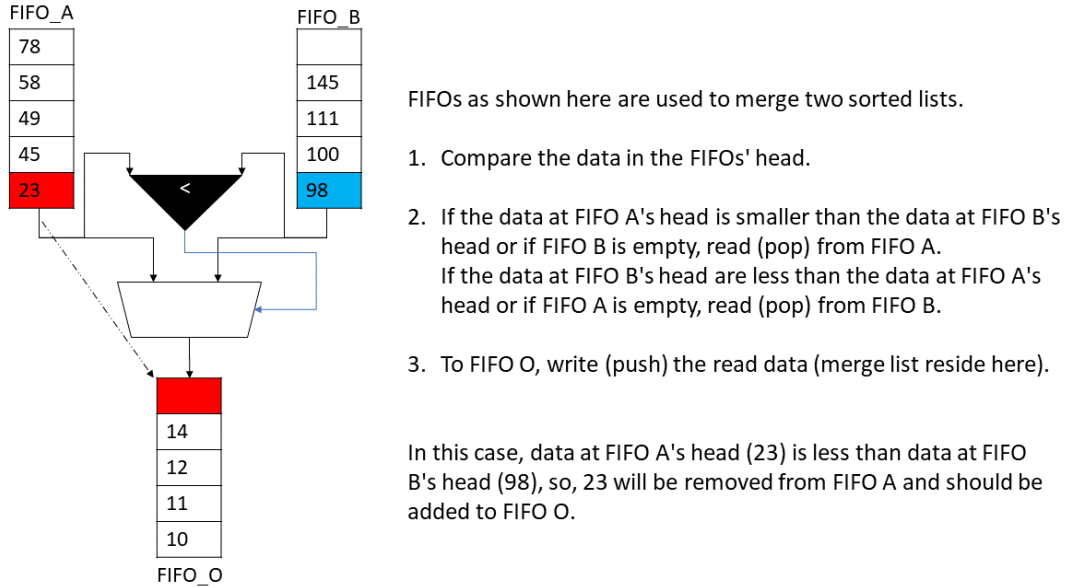 FIFO_A
78
58
49
45
23
FIFO_B
145
111
100
98
<
14
12
11
10
FIFO_O
FIFOs as shown here are used to merge two sorted lists.
1. Compare the data in the FIFOs' head.
2. If the data at FIFO A's head is smaller than the data at FIFO B's
head or if FIFO B is empty, read (pop) from FIFO A.
If the data at FIFO B's head are less than the data at FIFO A's
head or if FIFO A is empty, read (pop) from FIFO B.
3. To FIFO O, write (push) the read data (merge list reside here).
In this case, data at FIFO A's head (23) is less than data at FIFO
B's head (98), so, 23 will be removed from FIFO A and should be
added to FIFO O.